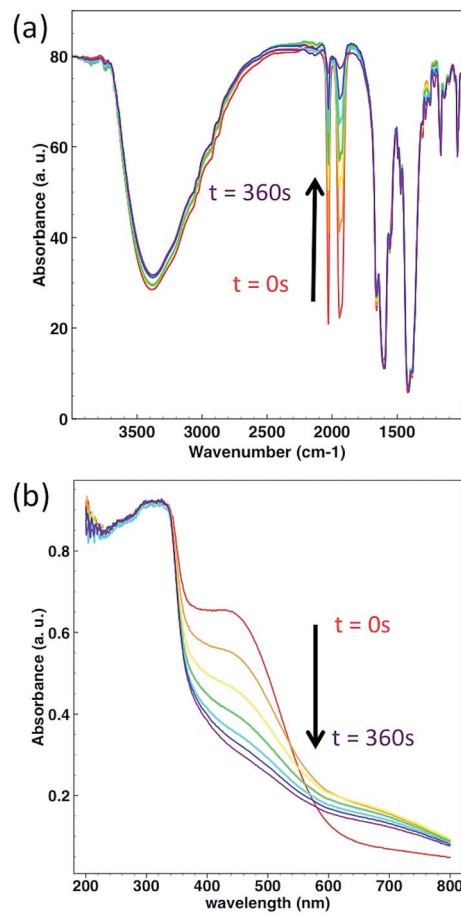 (a)
80
60
40
20
0
Absorbance (a. u.)
t = 360s
t = 0s
3500 3000 2500 2000 1500
Wavenumber (cm-1)
(b)
0.8
0.6
0.4
0.2
Absorbance (a. u.)
t = 0s
t = 360s
200 300 400 500 600 700 800
wavelength (nm)